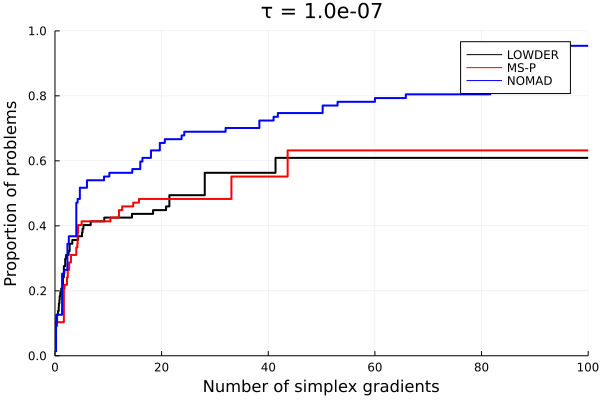 τ = 1.0e-07
Proportion of problems
1.0
0.8
0.6
0.4
0.2
0.0
LOWDER
MS-P
NOMAD
0 20 40 60 80 100
Number of simplex gradients